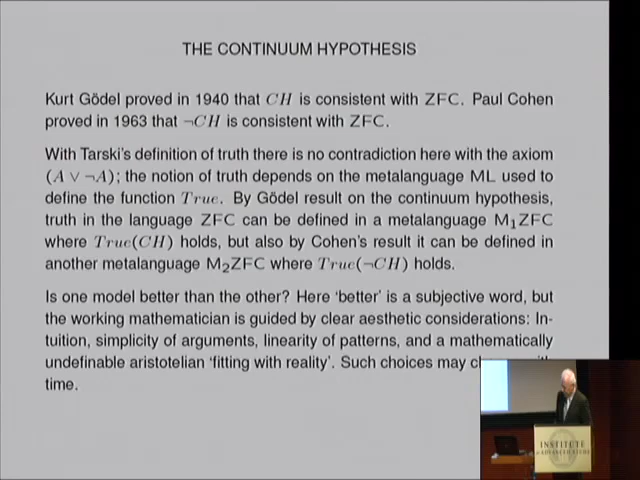 THE CONTINUUM HYPOTHESIS
Kurt Gödel proved in 1940 that CH is consistent with ZFC. Paul Cohen
proved in 1963 that ¬CH is consistent with ZFC.
With Tarski's definition of truth there is no contradiction here with the axiom
(A ∨ ¬A); the notion of truth depends on the metalanguage ML used to
define the function True. By Gödel result on the continuum hypothesis,
truth in the language ZFC can be defined in a metalanguage M₁ZFC
where True(CH) holds, but also by Cohen's result it can be defined in
another metalanguage M₂ZFC where True(¬CH) holds.
Is one model better than the other? Here 'better' is a subjective word, but
the working mathematician is guided by clear aesthetic considerations: In-
tuition, simplicity of arguments, linearity of patterns, and a mathematically
undefinable aristotelian 'fitting with reality'. Such choices may
time.
INSTITUTE
ADVANCED STUDY